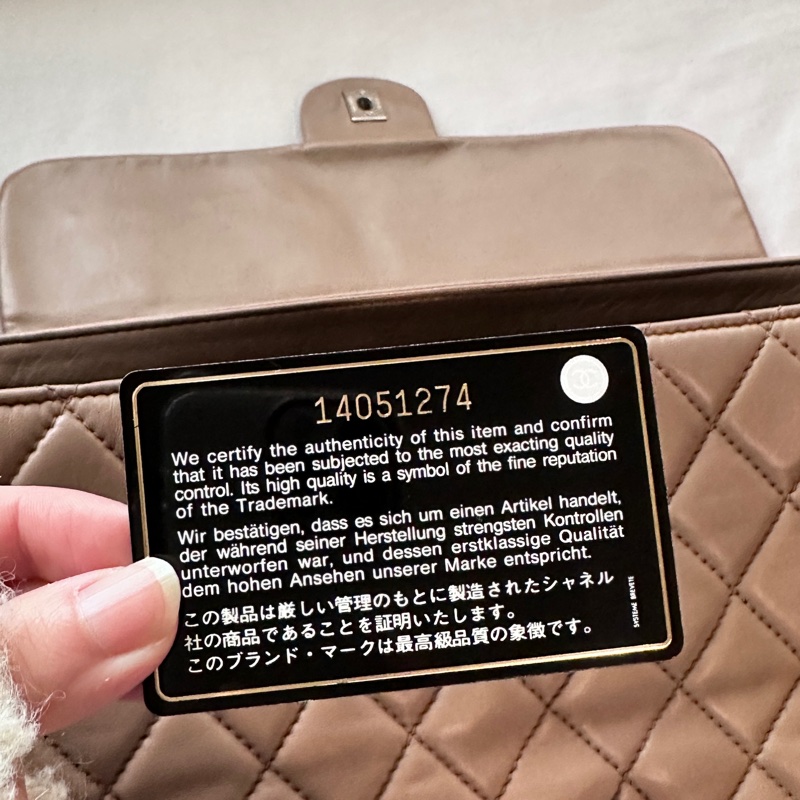 14051274
We certify the authenticity of this item and confirm
that it has been subjected to the most exacting quality
control. Its high quality is a symbol of the fine reputation
of the Trademark.
Wir bestätigen, dass es sich um einen Artikel handelt,
der während seiner Herstellung strengsten Kontrollen
unterworfen war, und dessen erstklassige Qualität
dem hohen Ansehen unserer Marke entspricht.
この製品は厳しい管理のもとに製造されたシャネル
社の商品であることを証明いたします。
このブランド・マークは最高級品質の象徴です。
SYSTEME BREVETE